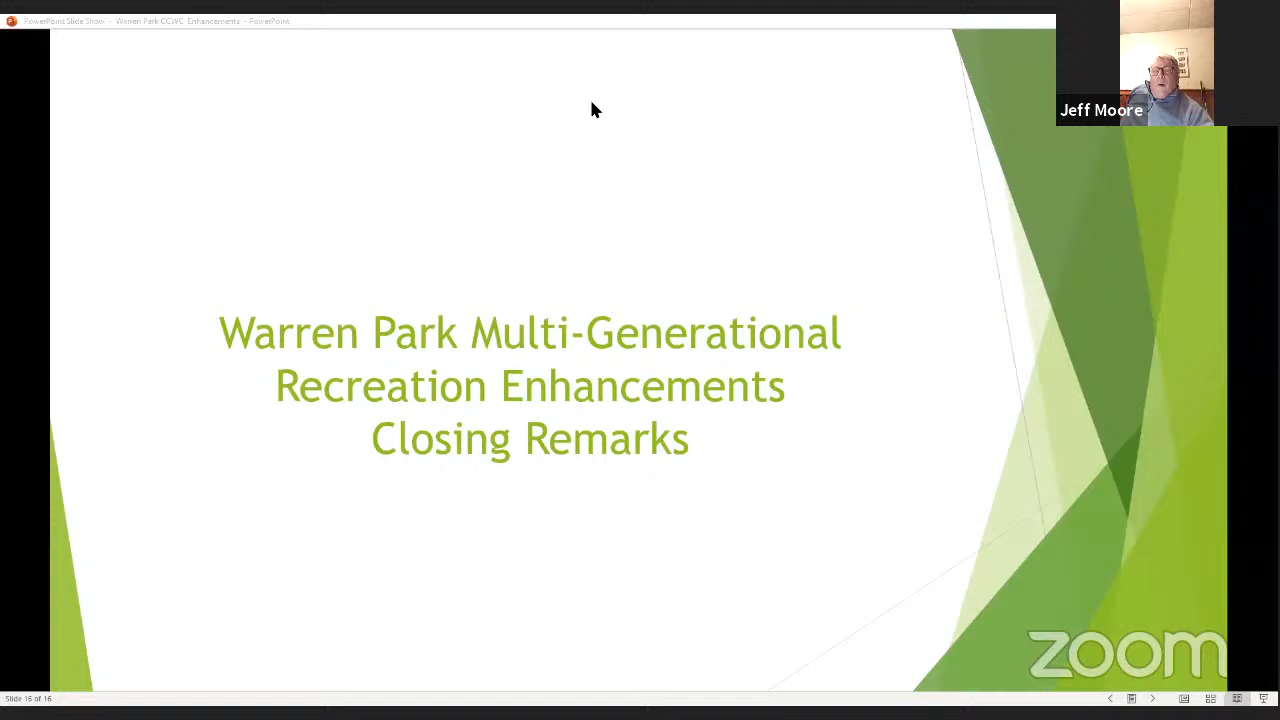 PowerPoint Slide Show - Warren Park CCWC Enhancements - PowerPoint
Jeff Moore
Warren Park Multi-Generational
Recreation Enhancements
Closing Remarks
zoom
Slide 16 of 16